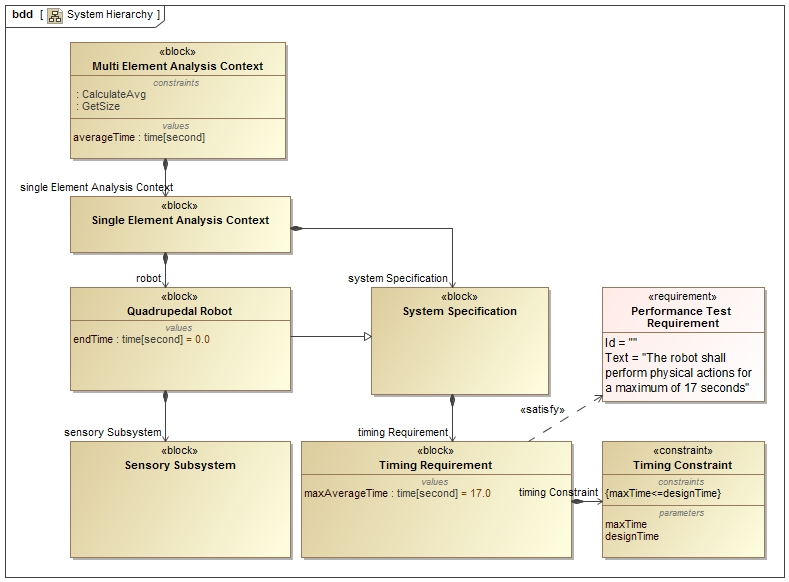 bdd [ System Hierarchy ]
«block»
Multi Element Analysis Context
constraints
: CalculateAvg
: GetSize
values
averageTime : time[second]
single Element Analysis Context
«block»
Single Element Analysis Context
robot
system Specification
«block»
Quadrupedal Robot
values
endTime : time[second] = 0.0
«block»
System Specification
«requirement»
Performance Test
Requirement
Id = ""
Text = "The robot shall
perform physical actions for
a maximum of 17 seconds"
«satisfy»
sensory Subsystem
timing Requirement
«block»
Sensory Subsystem
«block»
Timing Requirement
values
maxAverageTime : time[second] = 17.0
timing Constraint
«constraint»
Timing Constraint
constraints
{maxTime<=designTime}
parameters
maxTime
designTime